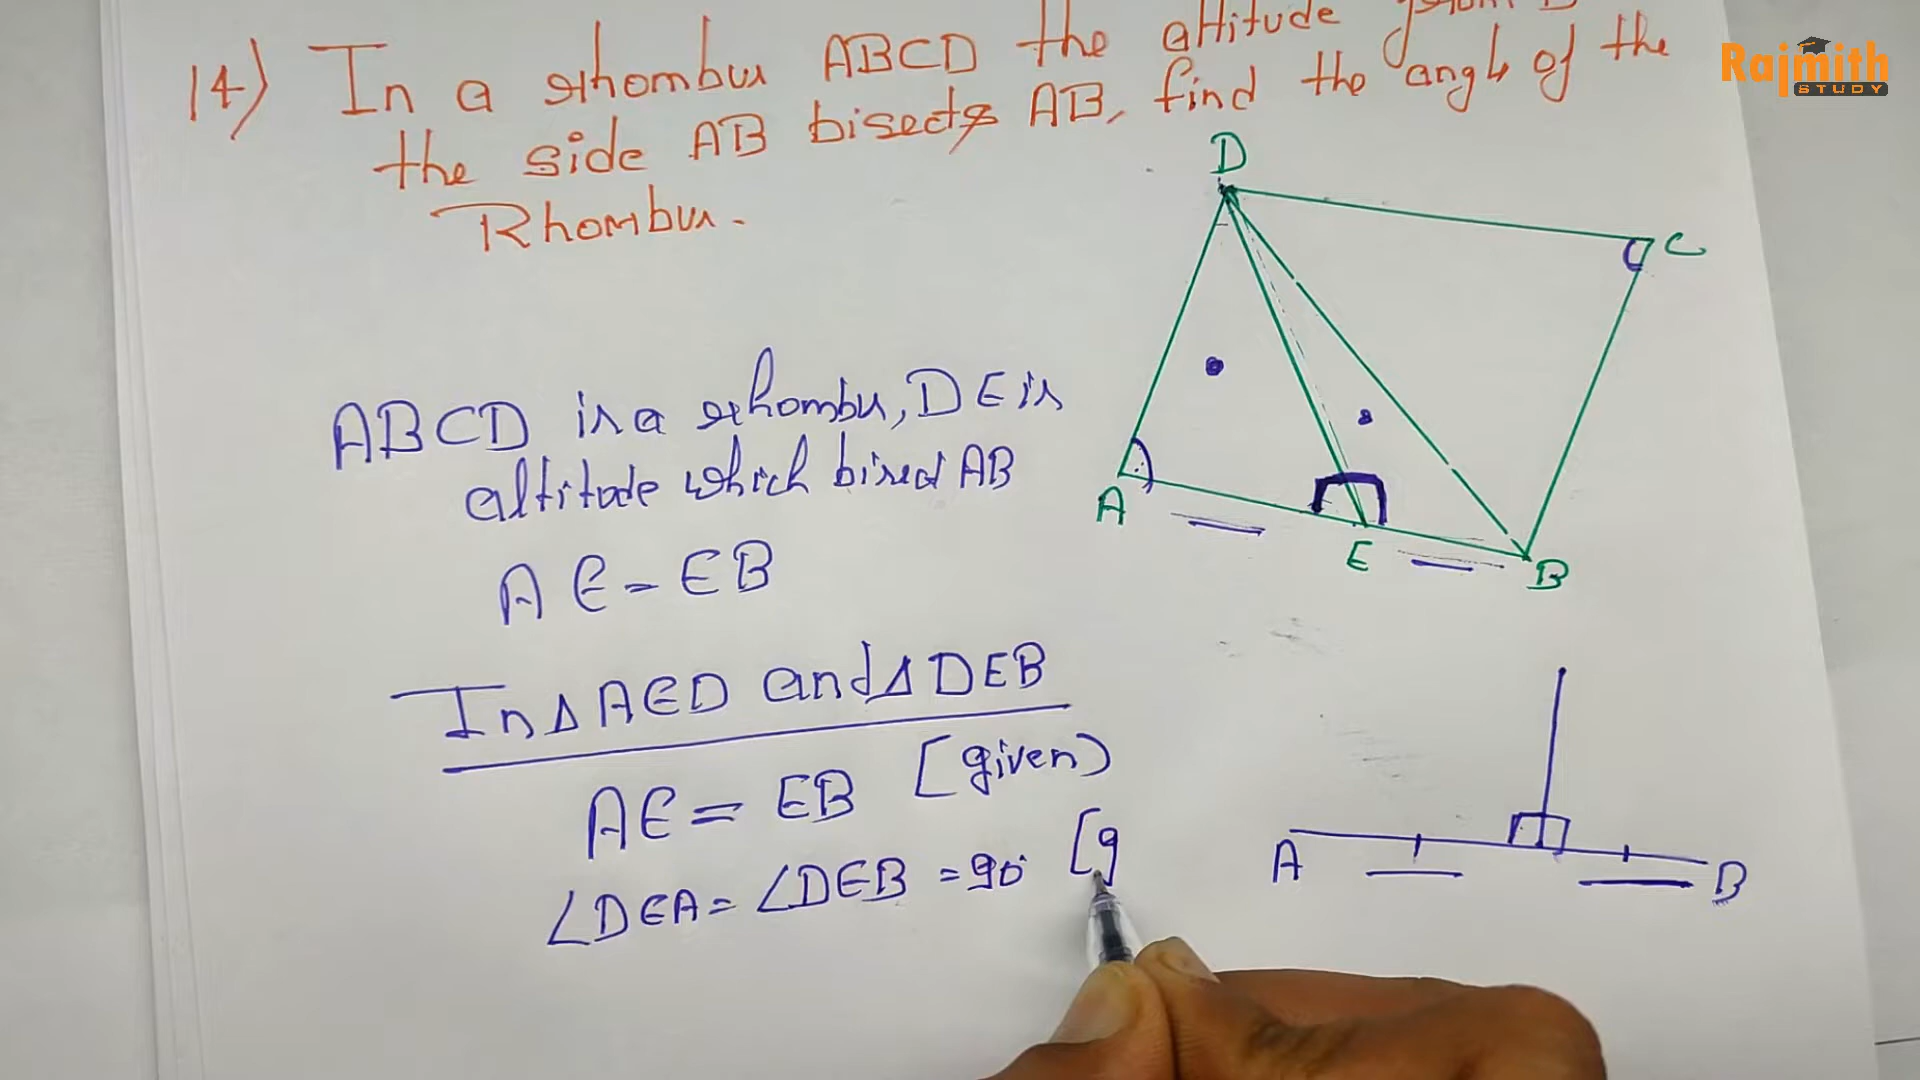 14) In a rhombus ABCD the altitude from D
the side AB bisects AB, find the angle of the
Rhombus.
Rajmith
STUDY
D
C
A
E
B
ABCD is a rhombus, DE is
altitude which bisect AB
AE = EB
In △ AED and △ DEB
AE = EB [given)
∠DEA = ∠DEB = 90° [g
A
B